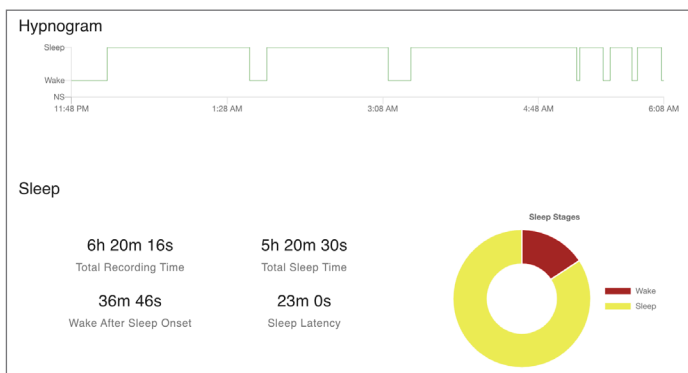 Hypnogram
Sleep
Wake
NS
11:48 PM 1:28 AM 3:08 AM 4:48 AM 6:08 AM
Sleep
6h 20m 16s 5h 20m 30s
Total Recording Time Total Sleep Time
36m 46s 23m 0s
Wake After Sleep Onset Sleep Latency
Sleep Stages
Wake
Sleep